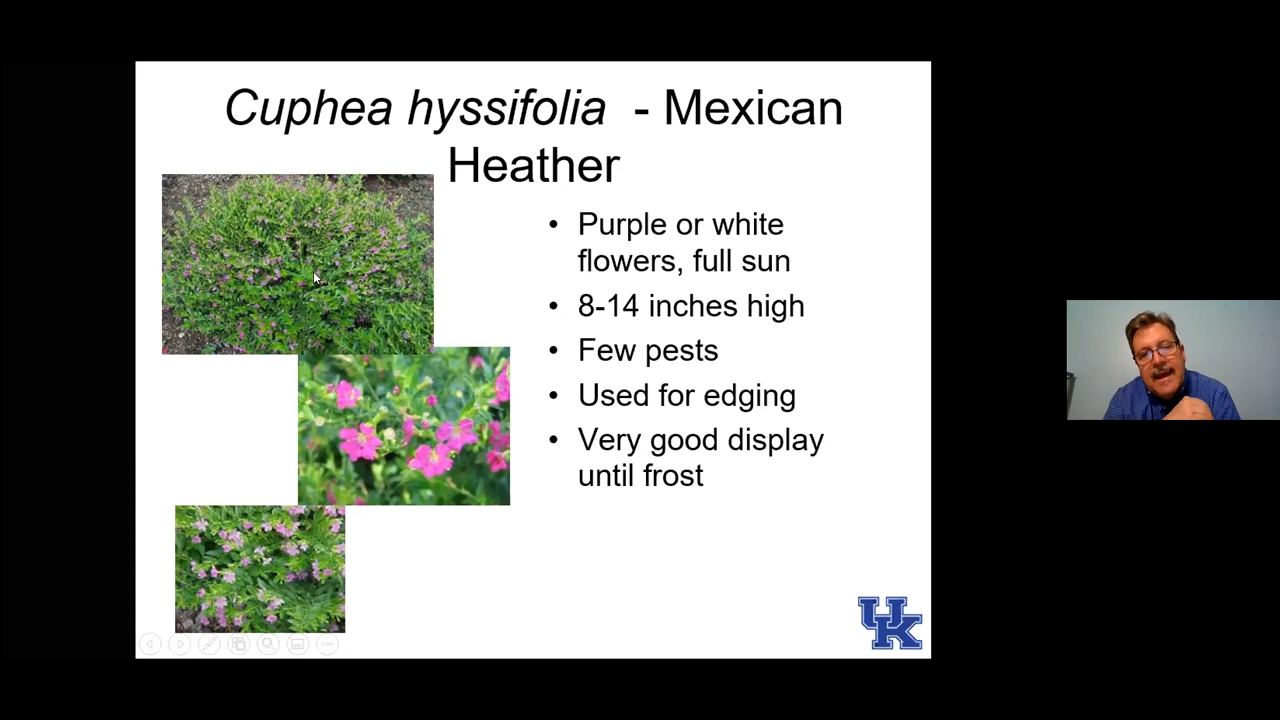 Cuphea hyssifolia - Mexican
Heather
• Purple or white
flowers, full sun
• 8-14 inches high
• Few pests
• Used for edging
• Very good display
until frost
UK